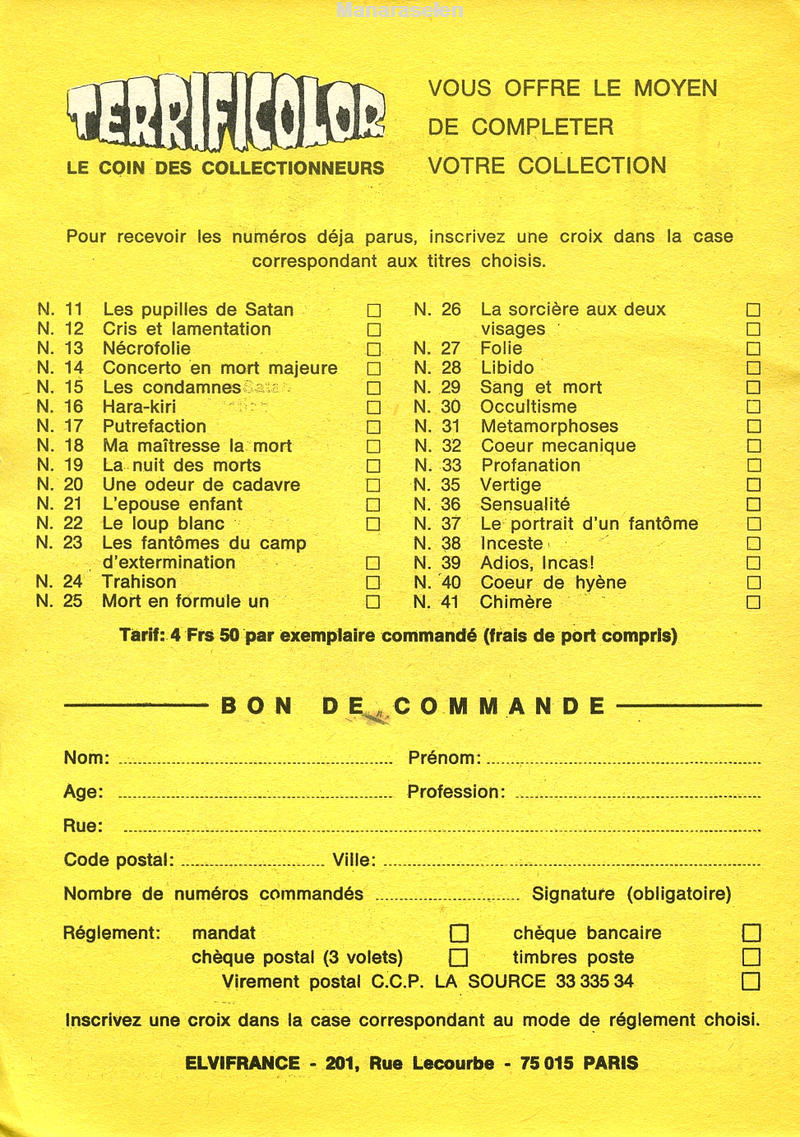 Manaraseien
TERRIFICOLOR
LE COIN DES COLLECTIONNEURS
VOUS OFFRE LE MOYEN
DE COMPLETER
VOTRE COLLECTION
Pour recevoir les numéros déja parus, inscrivez une croix dans la case
correspondant aux titres choisis.
N. 11 Les pupilles de Satan
N. 12 Cris et lamentation
N. 13 Nécrofolie
N. 14 Concerto en mort majeure
N. 15 Les condamnes
N. 16 Hara-kiri
N. 17 Putrefaction
N. 18 Ma maîtresse la mort
N. 19 La nuit des morts
N. 20 Une odeur de cadavre
N. 21 L'epouse enfant
N. 22 Le loup blanc
N. 23 Les fantômes du camp
d'extermination
N. 24 Trahison
N. 25 Mort en formule un
N. 26 La sorcière aux deux
visages
N. 27 Folie
N. 28 Libido
N. 29 Sang et mort
N. 30 Occultisme
N. 31 Metamorphoses
N. 32 Coeur mecanique
N. 33 Profanation
N. 35 Vertige
N. 36 Sensualité
N. 37 Le portrait d'un fantôme
N. 38 Inceste
N. 39 Adios, Incas!
N. 40 Coeur de hyène
N. 41 Chimère
Tarif: 4 Frs 50 par exemplaire commandé (frais de port compris)
BON DE COMMANDE
Nom: Prénom:
Age: Profession:
Rue:
Code postal: Ville:
Nombre de numéros commandés Signature (obligatoire)
Réglement: mandat chèque bancaire
chèque postal (3 volets) timbres poste
Virement postal C.C.P. LA SOURCE 33 335 34
Inscrivez une croix dans la case correspondant au mode de réglement choisi.
ELVIFRANCE - 201, Rue Lecourbe - 75 015 PARIS